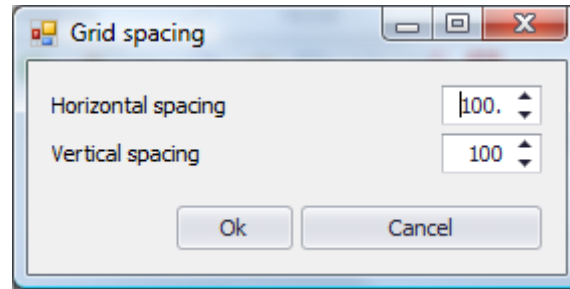 Grid spacing
Horizontal spacing 100.
Vertical spacing 100
Ok Cancel